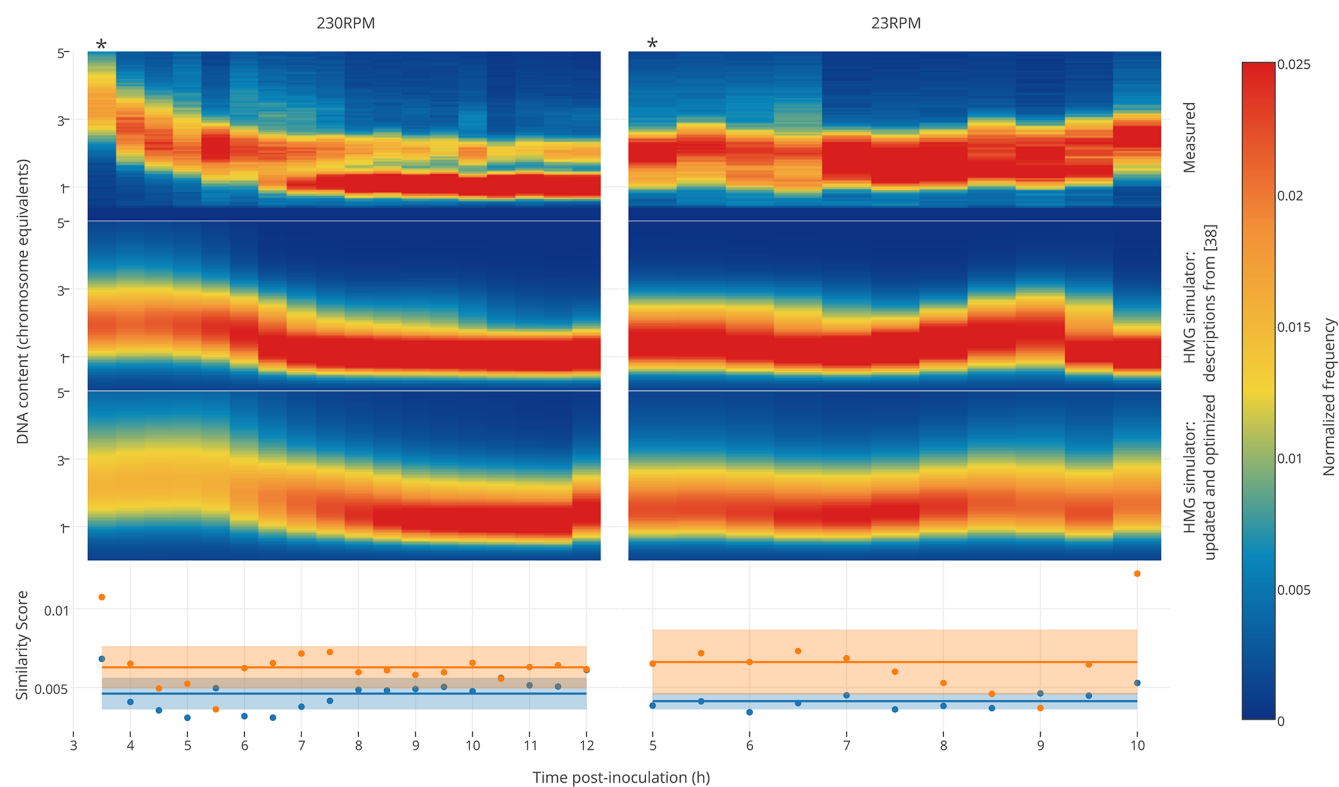 230RPM
23RPM
*
*
5
3
1
5
3
1
5
3
1
DNA content (chromosome equivalents)
Measured
HMG simulator:
descriptions from [38]
HMG simulator:
updated and optimized
0.025
0.02
0.015
0.01
0.005
0
Normalized frequency
0.01
0.005
Similarity Score
3 4 5 6 7 8 9 10 11 12
5 6 7 8 9 10
Time post-inoculation (h)